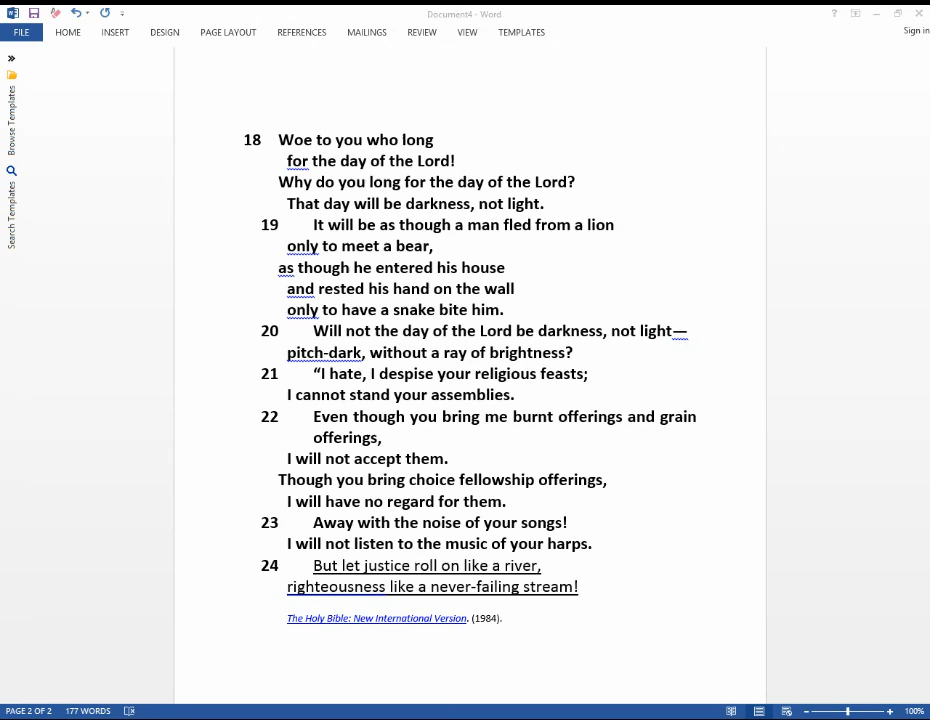 Document4 - Word
?
FILE HOME INSERT DESIGN PAGE LAYOUT REFERENCES MAILINGS REVIEW VIEW TEMPLATES
Sign in
Browse Templates
Search Templates
18 Woe to you who long
for the day of the Lord!
Why do you long for the day of the Lord?
That day will be darkness, not light.
19 It will be as though a man fled from a lion
only to meet a bear,
as though he entered his house
and rested his hand on the wall
only to have a snake bite him.
20 Will not the day of the Lord be darkness, not light—
pitch-dark, without a ray of brightness?
21 “I hate, I despise your religious feasts;
I cannot stand your assemblies.
22 Even though you bring me burnt offerings and grain
offerings,
I will not accept them.
Though you bring choice fellowship offerings,
I will have no regard for them.
23 Away with the noise of your songs!
I will not listen to the music of your harps.
24 But let justice roll on like a river,
righteousness like a never-failing stream!
The Holy Bible: New International Version. (1984).
PAGE 2 OF 2 177 WORDS
100%